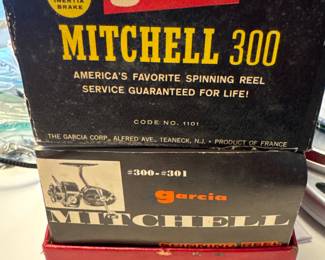 INERTIA
BRAKE
MITCHELL 300
AMERICA'S FAVORITE SPINNING REEL
SERVICE GUARANTEED FOR LIFE!
CODE NO. 1101
THE GARCIA CORP., ALFRED AVE., TEANECK, N.J. • PRODUCT OF FRANCE
#300-#301
garcia
MITCHELL